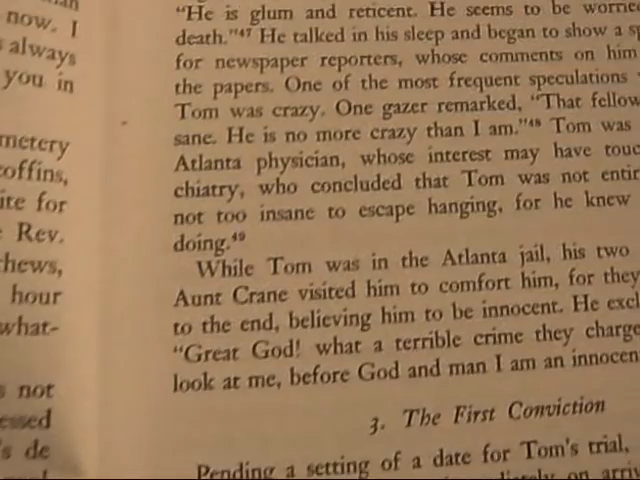 now. I
always
you in
metery
coffins,
ite for
Rev.
hews,
hour
what-
s not
essed
's de
"He is glum and reticent. He seems to be worried
death."47 He talked in his sleep and began to show a
for newspaper reporters, whose comments on him
the papers. One of the most frequent speculations
Tom was crazy. One gazer remarked, "That fellow
sane. He is no more crazy than I am."48 Tom was
Atlanta physician, whose interest may have touc
chiatry, who concluded that Tom was not entir
not too insane to escape hanging, for he knew
doing.49
While Tom was in the Atlanta jail, his two
Aunt Crane visited him to comfort him, for they
to the end, believing him to be innocent. He excl
"Great God! what a terrible crime they charge
look at me, before God and man I am an innocen
3. The First Conviction
Pending a setting of a date for Tom's trial,
on arriv